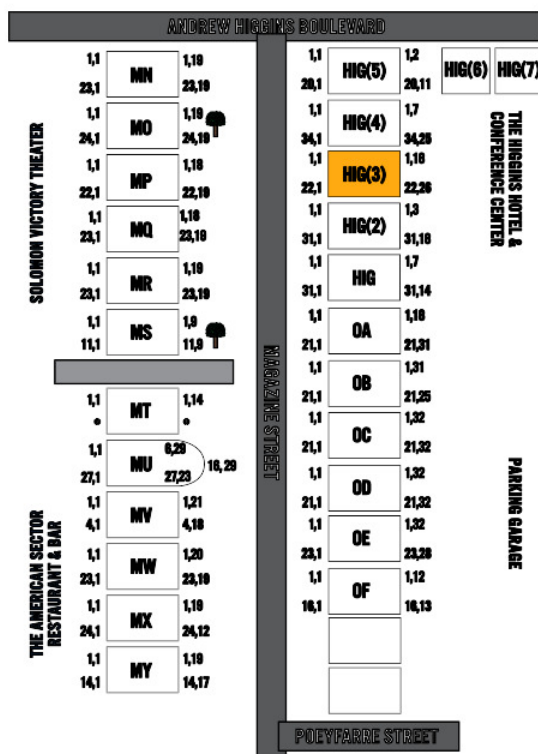 ANDREW HIGGINS BOULEVARD
SOLOMON VICTORY THEATER
1,1 MN 1,19
23,1 23,19
1,1 MO 1,19
24,1 24,19
1,1 MP 1,18
22,1 22,19
1,1 MQ 1,18
23,1 23,19
1,1 MR 1,19
23,1 23,19
1,1 MS 1,9
11,1 11,9
THE AMERICAN SECTOR
RESTAURANT & BAR
1,1 MT 1,14
1,1 MU 6,29
27,1 27,23 18,29
1,1 MV 1,21
4,1 4,18
1,1 MW 1,20
23,1 23,19
1,1 MX 1,19
24,1 24,12
1,1 MY 1,19
14,1 14,17
MAGAZINE STREET
1,1 HIG(5) 1,2 HIG(6) HIG(7)
20,1 20,11
1,1 HIG(4) 1,7
34,1 34,25
1,1 HIG(3) 1,18
22,1 22,26
1,1 HIG(2) 1,3
31,1 31,18
1,1 HIG 1,7
31,1 31,14
1,1 OA 1,18
21,1 21,31
1,1 OB 1,31
21,1 21,25
1,1 OC 1,32
21,1 21,32
1,1 OD 1,32
21,1 21,32
1,1 OE 1,32
23,1 23,28
1,1 OF 1,12
16,1 16,13
THE HIGGINS HOTEL &
CONFERENCE CENTER
PARKING GARAGE
POEYFARRE STREET